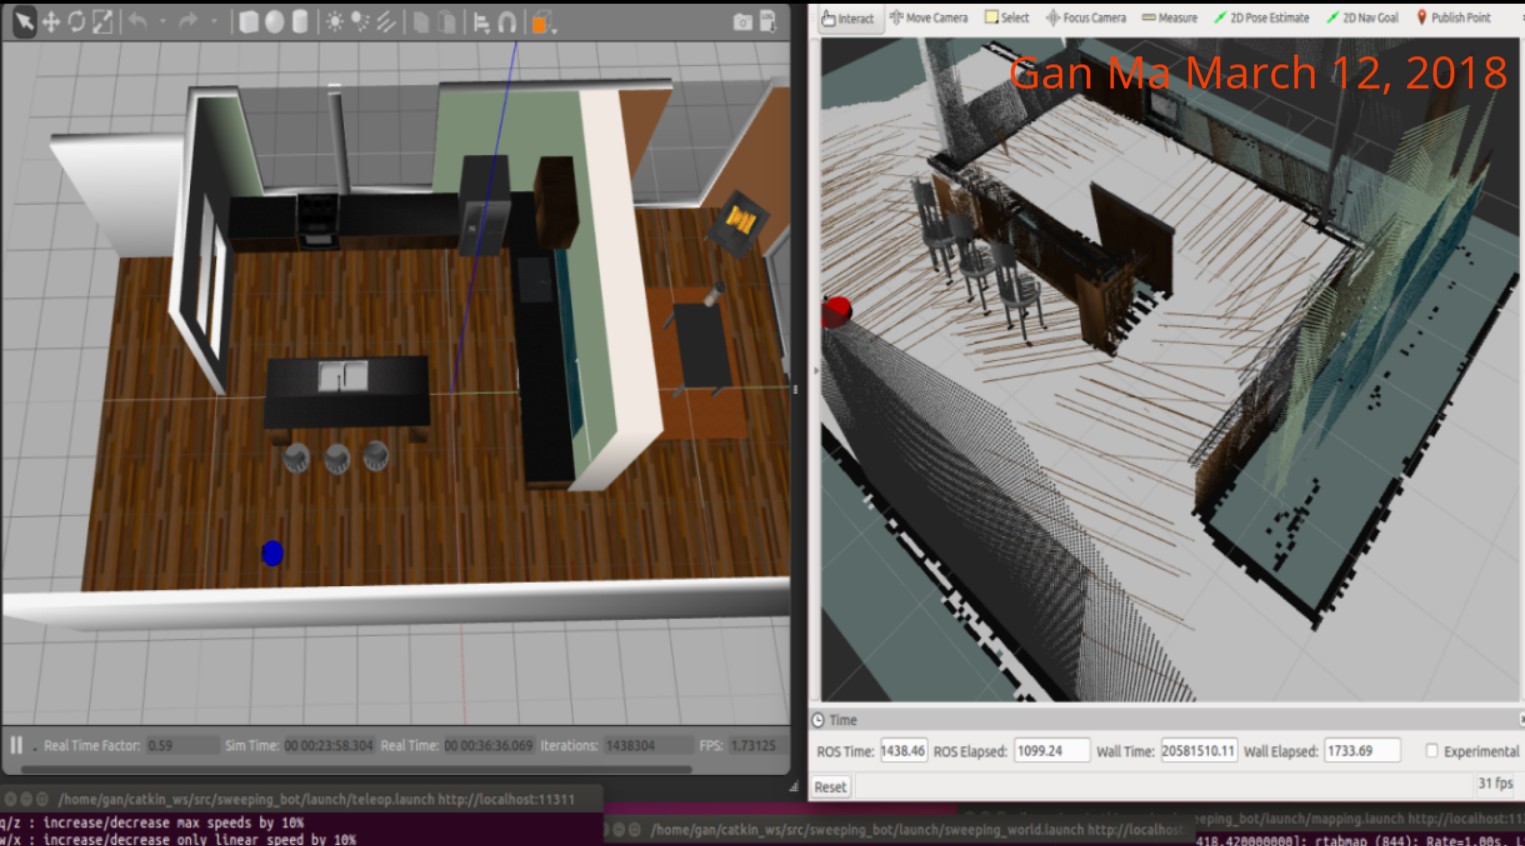 LOG
Interact Move Camera Select Focus Camera Measure 2D Pose Estimate 2D Nav Goal Publish Point
Gan Ma March 12, 2018
Time
Real Time Factor: 0.59 Sim Time: 00 00:23:58.304 Real Time: 00 00:36:36.069 Iterations: 1438304 FPS: 1.73125
ROS Time: 1438.46 ROS Elapsed: 1099.24 Wall Time: 20581510.11 Wall Elapsed: 1733.69 Experimental
Reset 31 fps
/home/gan/catkin_ws/src/sweeping_bot/launch/teleop.launch http://localhost:11311
q/z : increase/decrease max speeds by 10%
w/x : increase/decrease only linear speed by 10%
/home/gan/catkin_ws/src/sweeping_bot/launch/sweeping_world.launch http://localhost
eeping_bot/launch/mapping.launch http://localhost:11
418.420000000]: rtabmap (844): Rate=1.00s, L